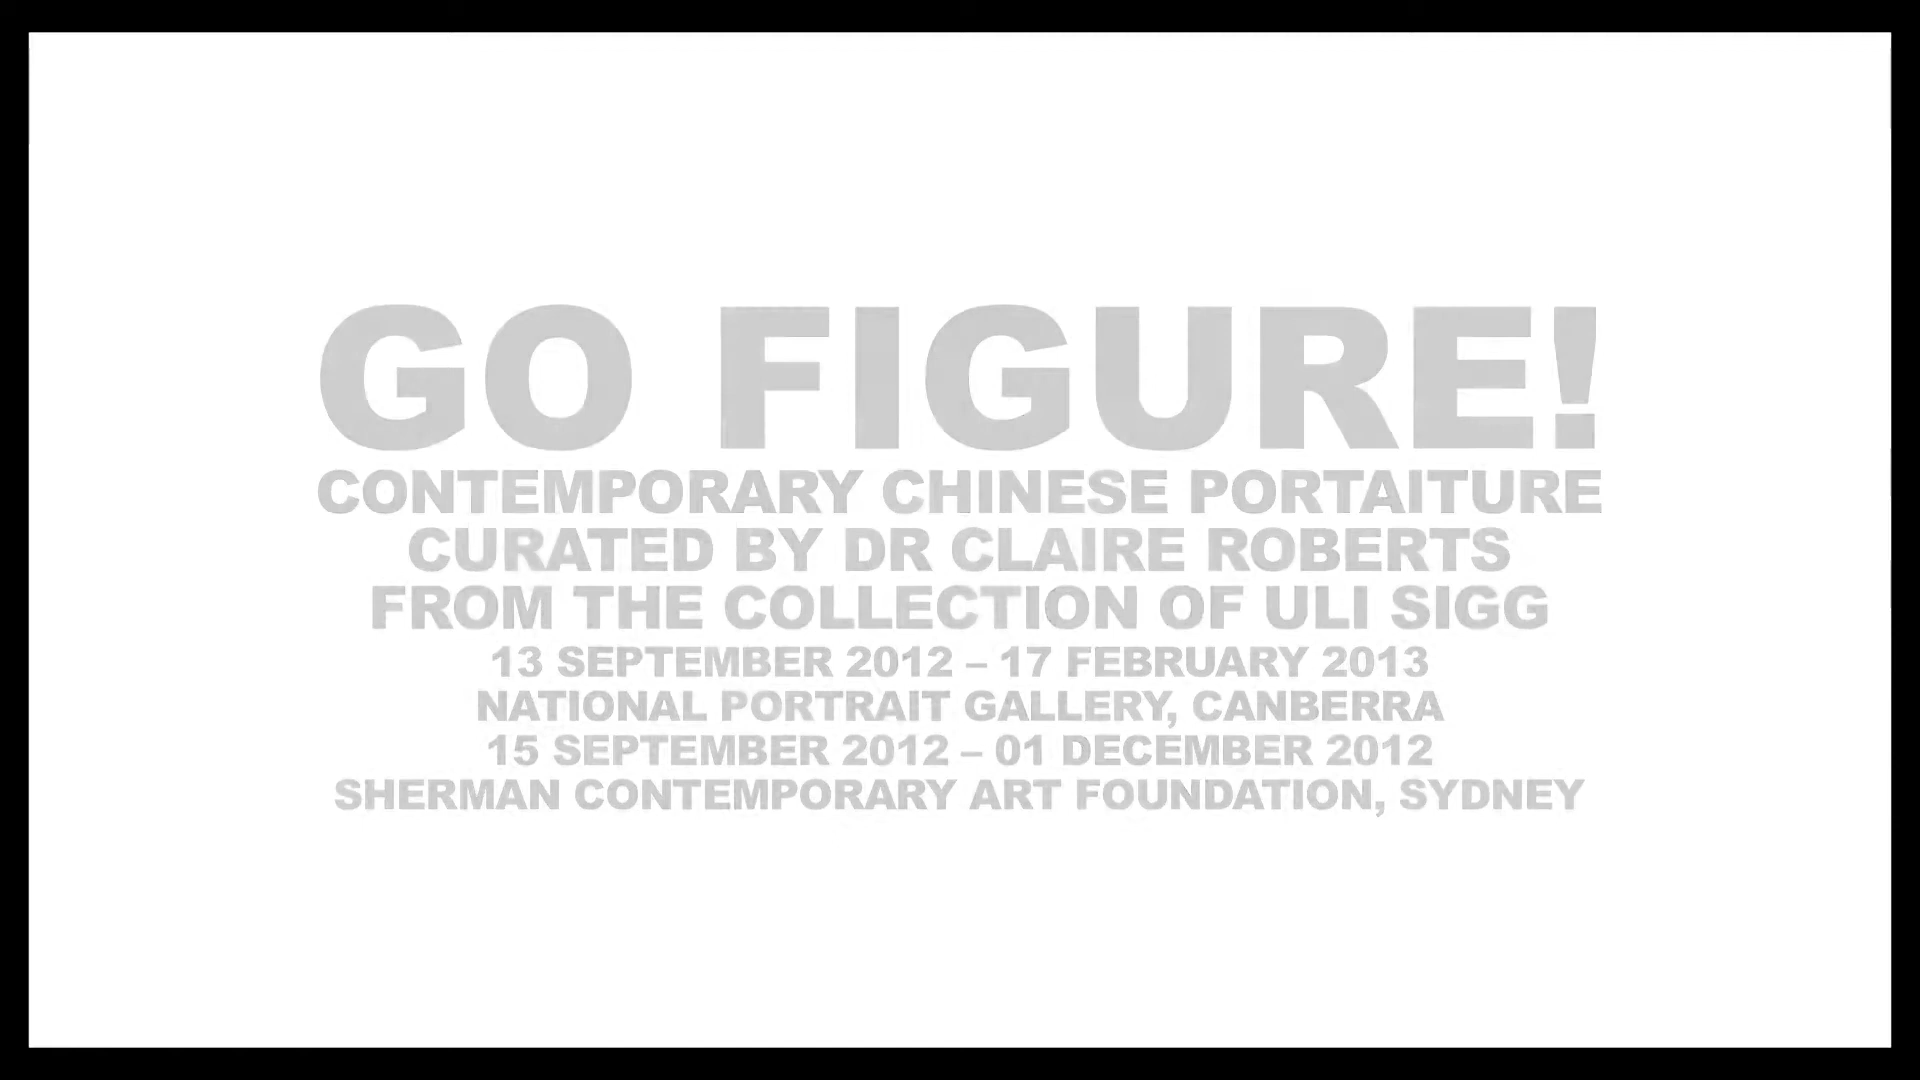 GO FIGURE!
CONTEMPORARY CHINESE PORTAITURE
CURATED BY DR CLAIRE ROBERTS
FROM THE COLLECTION OF ULI SIGG
13 SEPTEMBER 2012 – 17 FEBRUARY 2013
NATIONAL PORTRAIT GALLERY, CANBERRA
15 SEPTEMBER 2012 – 01 DECEMBER 2012
SHERMAN CONTEMPORARY ART FOUNDATION, SYDNEY